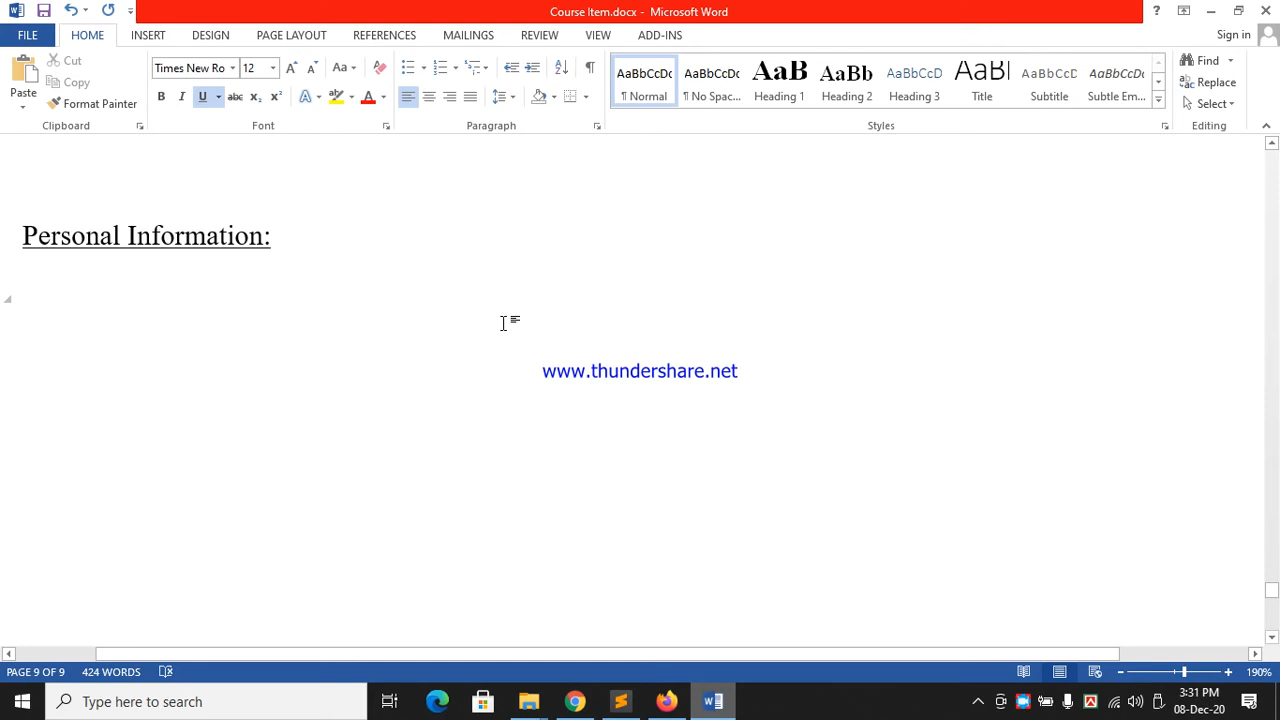 Course Item.docx - Microsoft Word
FILE HOME INSERT DESIGN PAGE LAYOUT REFERENCES MAILINGS REVIEW VIEW ADD-INS Sign in
Paste
Cut
Copy
Format Painter
Clipboard
Times New Ro 12
Aa
B I U abc x₂ x²
A A
Font
Paragraph
AaBbCcDc AaBbCcDc AaB AaBb AaBbCcD AaBbCcD AaBbCcDc
¶ Normal ¶ No Spac... Heading 1 Heading 2 Heading 3 Title Subtitle Subtle Em...
Styles
Find
Replace
Select
Editing
Personal Information:
www.thundershare.net
PAGE 9 OF 9 424 WORDS 190%
Type here to search
3:31 PM
08-Dec-20